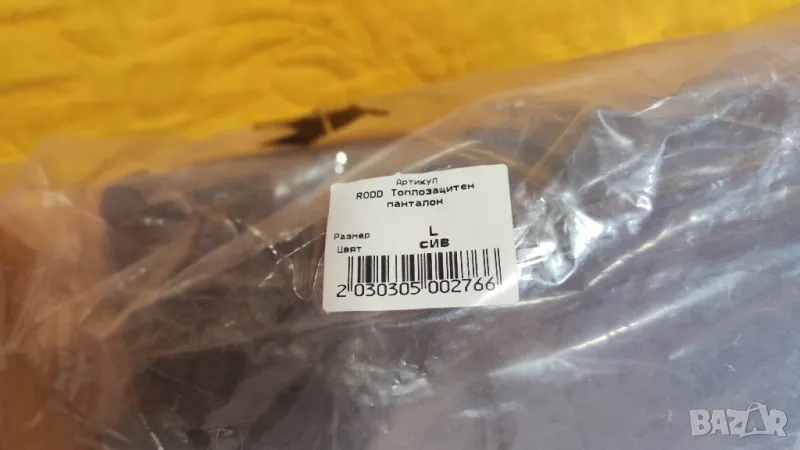 Артикул
RODD Топлозащитен
панталон
Размер L
Цвят сИВ
2 030305 002766
BAZAR